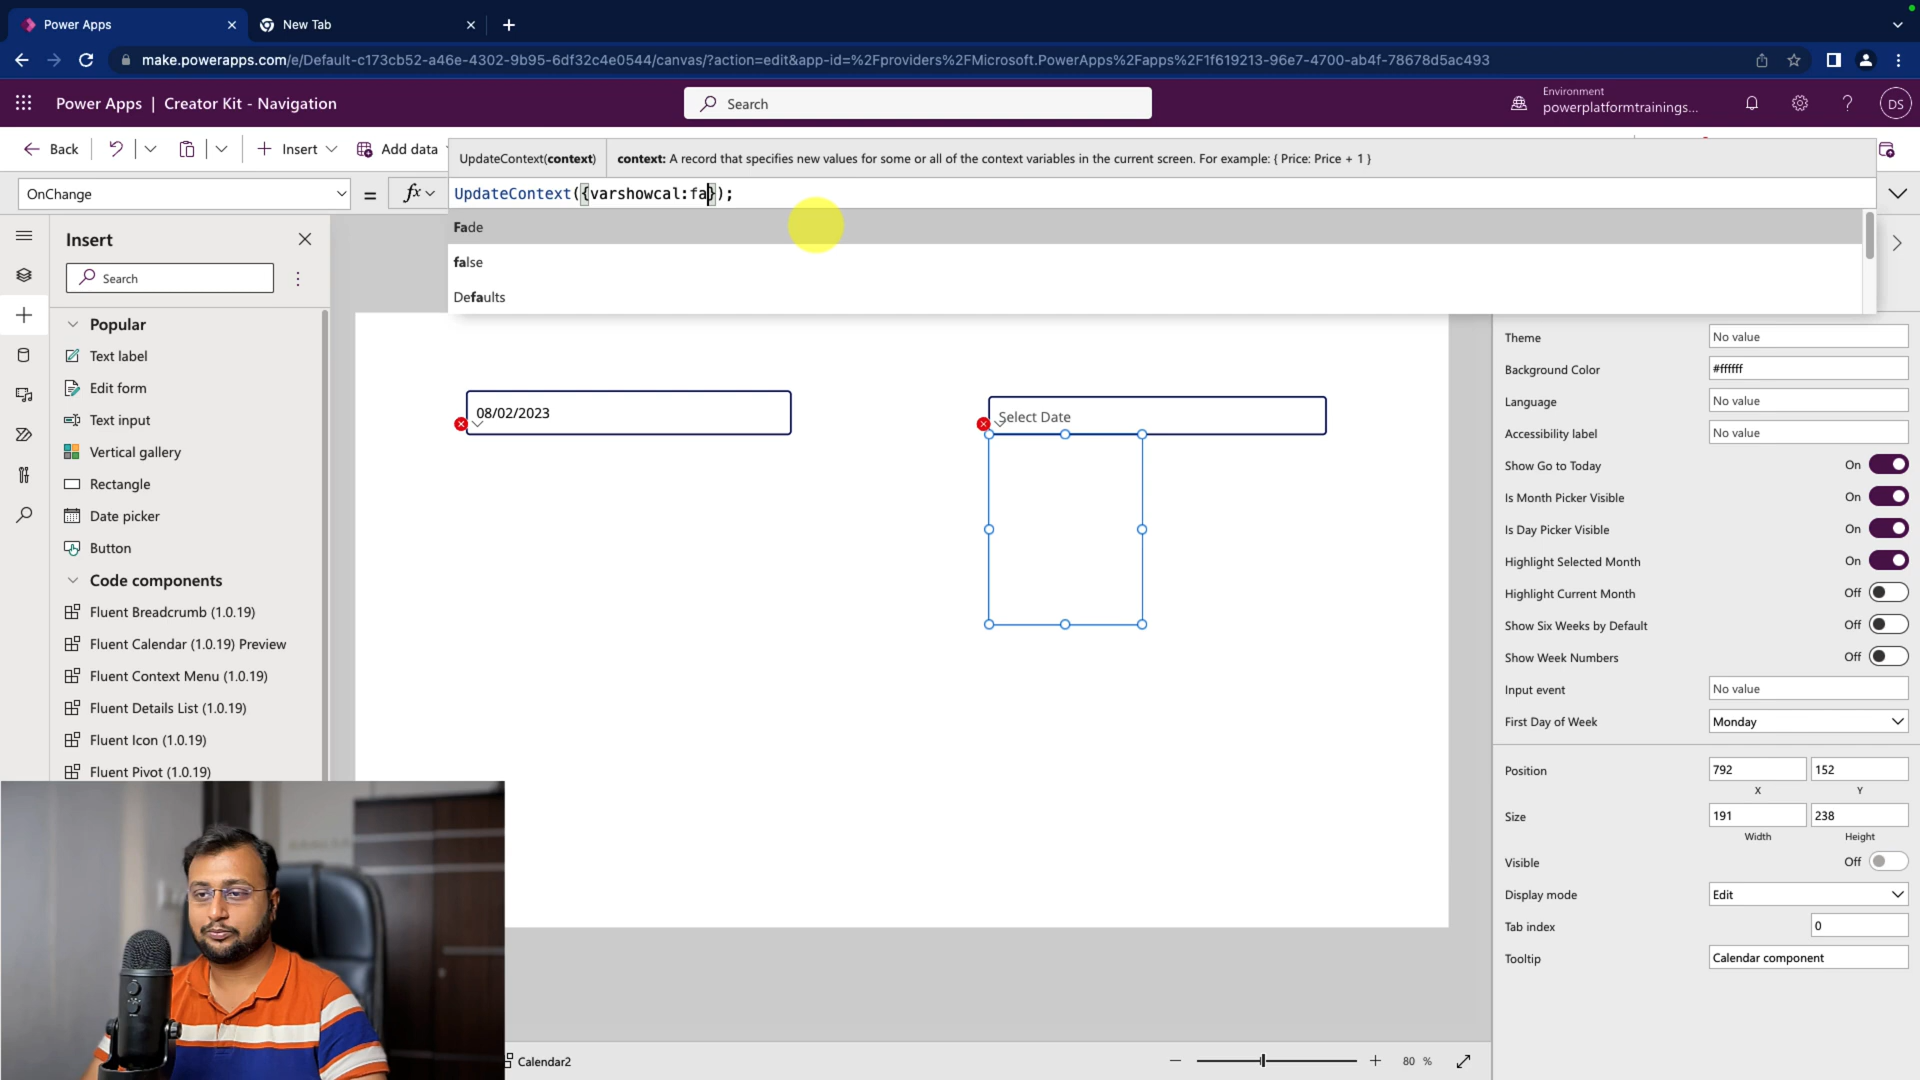 Power Apps
New Tab
make.powerapps.com/e/Default-c173cb52-a46e-4302-9b95-6df32c4e0544/canvas/?action=edit&app-id=%2Fproviders%2FMicrosoft.PowerApps%2Fapps%2F1f619213-96e7-4700-ab4f-78678d5ac493
Power Apps | Creator Kit - Navigation
Search
Environment
powerplatformtrainings...
DS
Back
Insert
Add data
UpdateContext(context)
context: A record that specifies new values for some or all of the context variables in the current screen. For example: { Price: Price + 1 }
OnChange
=
fx
UpdateContext({varshowcal:fa});
Fade
false
Defaults
Insert
Search
Popular
Text label
Edit form
Text input
Vertical gallery
Rectangle
Date picker
Button
Code components
Fluent Breadcrumb (1.0.19)
Fluent Calendar (1.0.19) Preview
Fluent Context Menu (1.0.19)
Fluent Details List (1.0.19)
Fluent Icon (1.0.19)
Fluent Pivot (1.0.19)
08/02/2023
Select Date
Theme
No value
Background Color
#ffffff
Language
No value
Accessibility label
No value
Show Go to Today
On
Is Month Picker Visible
On
Is Day Picker Visible
On
Highlight Selected Month
On
Highlight Current Month
Off
Show Six Weeks by Default
Off
Show Week Numbers
Off
Input event
No value
First Day of Week
Monday
Position
792
152
X
Y
Size
191
238
Width
Height
Visible
Off
Display mode
Edit
Tab index
0
Tooltip
Calendar component
Calendar2
80 %